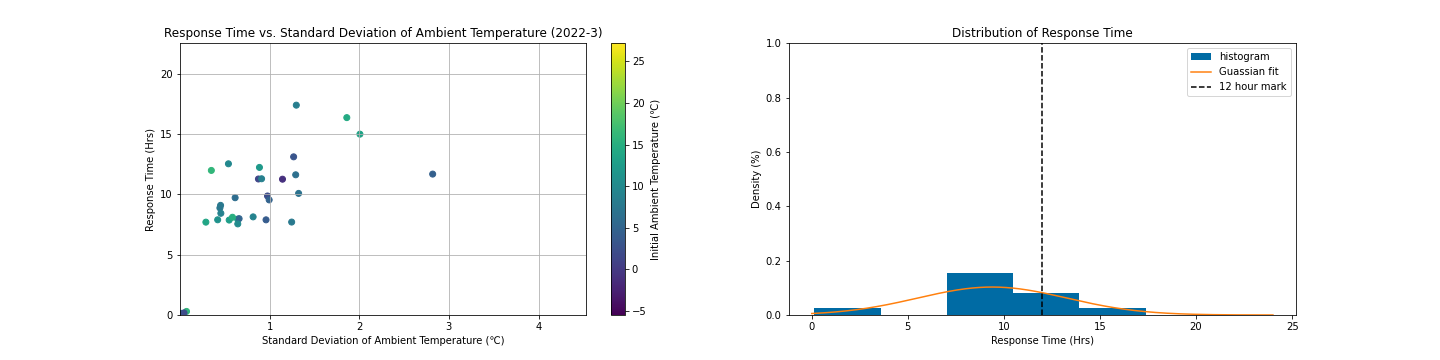 Response Time vs. Standard Deviation of Ambient Temperature (2022-3)
Response Time (Hrs)
20
15
10
5
0
1
2
3
4
Standard Deviation of Ambient Temperature (℃)
25
20
15
10
5
0
−5
Initial Ambient Temperature (℃)
Distribution of Response Time
Density (%)
1.0
0.8
0.6
0.4
0.2
0.0
histogram
Guassian fit
12 hour mark
0
5
10
15
20
25
Response Time (Hrs)